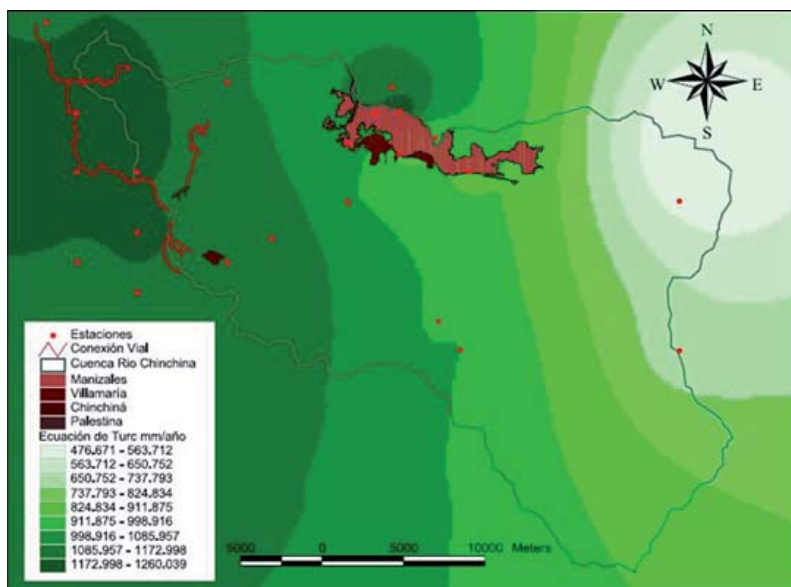 N
W E
S
Estaciones
Conexión Vial
Cuenca Rio Chinchina
Manizales
Villamaría
Chinchiná
Palestina
Ecuación de Turc mm/año
476.671 - 563.712
563.712 - 650.752
650.752 - 737.793
737.793 - 824.834
824.834 - 911.875
911.875 - 998.916
998.916 - 1085.957
1085.957 - 1172.998
1172.998 - 1260.039
5000 0 5000 10000 Meters